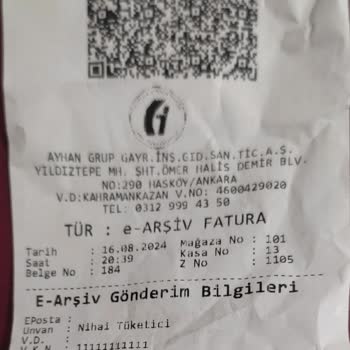 AYHAN GRUP GAYR.İNŞ.GID.SAN.TİC.A.Ş.
YILDIZTEPE MH. ŞHT.ÖMER HALİS DEMİR BLV.
NO:290 HASKÖY/ANKARA
V.D:KAHRAMANKAZAN V.NO: 4600429020
TEL: 0312 999 43 50
TÜR : e-ARŞİV FATURA
Tarih : 16.08.2024 Mağaza No : 101
Saat : 20:39 Kasa No : 13
Belge No : 184 Z No : 1105
E-Arşiv Gönderim Bilgileri
EPosta :
Unvan : Nihai Tüketici
V.D. :
V.K.N. : 11111111111